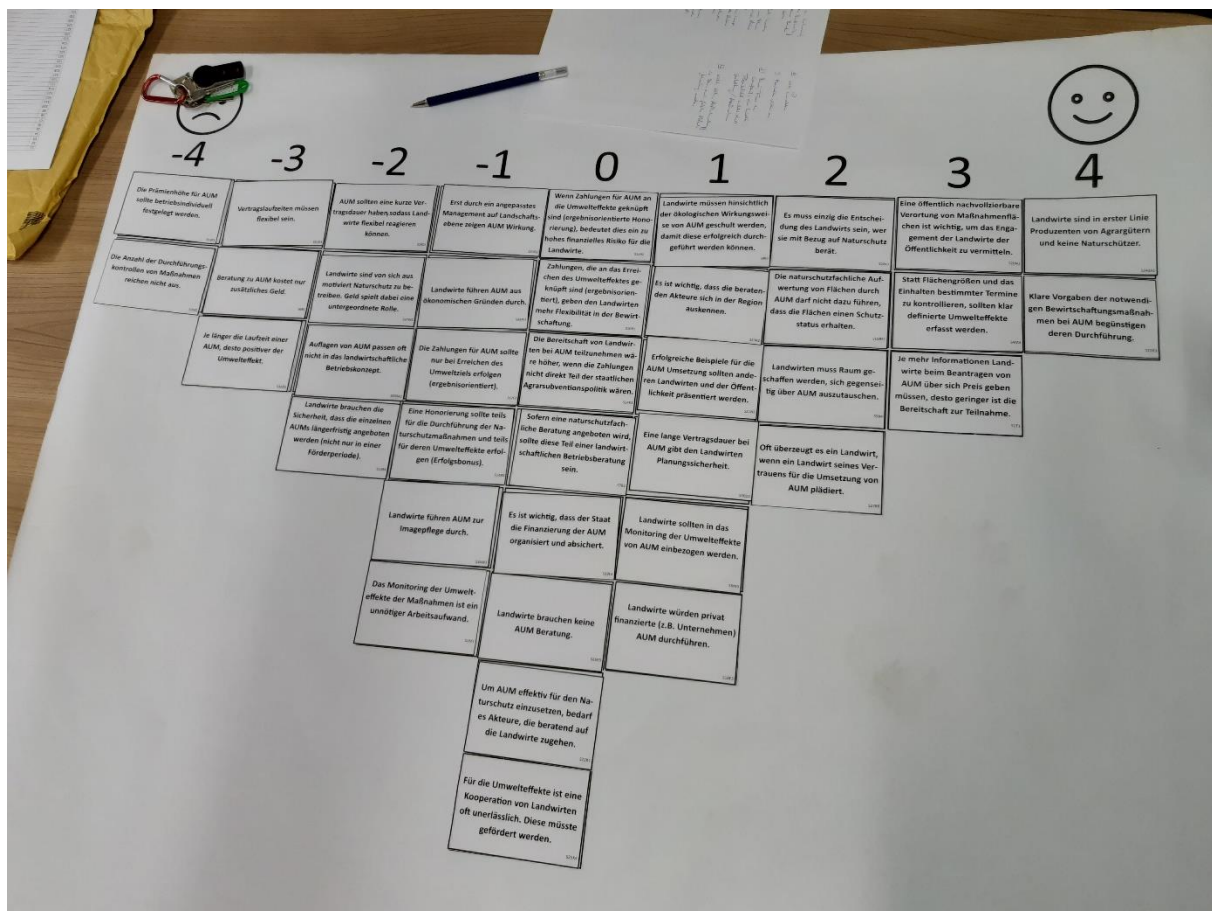 -4
-3
-2
-1
0
1
2
3
4
Die Prämienhöhe für AUM
sollte betriebsindividuell
festgelegt werden.
Vertragslaufzeiten müssen
flexibel sein.
AUM sollten eine kurze Ver-
tragsdauer haben, sodass Land-
wirte flexibel reagieren
können.
Erst durch ein angepasstes
Management auf Landschafts-
ebene zeigen AUM Wirkung.
Wenn Zahlungen für AUM an
die Umwelteffekte geknüpft
sind (ergebnisorientierte Hono-
rierung), bedeutet dies ein zu
hohes finanzielles Risiko für die
Landwirte.
Landwirte müssen hinsichtlich
der ökologischen Wirkungswei-
se von AUM geschult werden,
damit diese erfolgreich durch-
geführt werden können.
Es muss einzig die Entschei-
dung des Landwirts sein, wer
sie mit Bezug auf Naturschutz
berät.
Eine öffentlich nachvollziehbare
Verortung von Maßnahmenflä-
chen ist wichtig, um das Enga-
gement der Landwirte der
Öffentlichkeit zu vermitteln.
Landwirte sind in erster Linie
Produzenten von Agrargütern
und keine Naturschützer.
Die Anzahl der Durchführungs-
kontrollen von Maßnahmen
reichen nicht aus.
Beratung zu AUM kostet nur
zusätzliches Geld.
Landwirte sind von sich aus
motiviert Naturschutz zu be-
treiben. Geld spielt dabei eine
untergeordnete Rolle.
Landwirte führen AUM aus
ökonomischen Gründen durch.
Zahlungen, die an das Errei-
chen des Umwelteffektes ge-
knüpft sind (ergebnisorien-
tiert), geben den Landwirten
mehr Flexibilität in der Bewirt-
schaftung.
Es ist wichtig, dass die beraten-
den Akteure sich in der Region
auskennen.
Die naturschutzfachliche Auf-
wertung von Flächen durch
AUM darf nicht dazu führen,
dass die Flächen einen Schutz-
status erhalten.
Statt Flächengrößen und das
Einhalten bestimmter Termine
zu kontrollieren, sollten klar
definierte Umwelteffekte
erfasst werden.
Klare Vorgaben der notwendi-
gen Bewirtschaftungsmaßnah-
men bei AUM begünstigen
deren Durchführung.
Je länger die Laufzeit einer
AUM, desto positiver der
Umwelteffekt.
Auflagen von AUM passen oft
nicht in das landwirtschaftliche
Betriebskonzept.
Die Zahlungen für AUM sollte
nur bei Erreichen des
Umweltziels erfolgen
(ergebnisorientiert).
Die Bereitschaft von Landwir-
ten bei AUM teilzunehmen wä-
re höher, wenn die Zahlungen
nicht direkt Teil der staatlichen
Agrarsubventionspolitik wären.
Erfolgreiche Beispiele für die
AUM Umsetzung sollten ande-
ren Landwirten und der Öffent-
lichkeit präsentiert werden.
Landwirten muss Raum ge-
schaffen werden, sich gegensei-
tig über AUM auszutauschen.
Je mehr Informationen Land-
wirte beim Beantragen von
AUM über sich Preis geben
müssen, desto geringer ist die
Bereitschaft zur Teilnahme.
Landwirte brauchen die
Sicherheit, dass die einzelnen
AUMs längerfristig angeboten
werden (nicht nur in einer
Förderperiode).
Eine Honorierung sollte teils
für die Durchführung der Na-
turschutzmaßnahmen und teils
für deren Umwelteffekte erfol-
gen (Erfolgsbonus).
Sofern eine naturschutzfach-
liche Beratung angeboten wird,
sollte diese Teil einer landwirt-
schaftlichen Betriebsberatung
sein.
Eine lange Vertragsdauer bei
AUM gibt den Landwirten
Planungssicherheit.
Oft überzeugt es ein Landwirt,
wenn ein Landwirt seines Ver-
trauens für die Umsetzung von
AUM plädiert.
Landwirte führen AUM zur
Imagepflege durch.
Es ist wichtig, dass der Staat
die Finanzierung der AUM
organisiert und absichert.
Landwirte sollten in das
Monitoring der Umwelteffekte
von AUM einbezogen werden.
Das Monitoring der Umwelt-
effekte der Maßnahmen ist ein
unnötiger Arbeitsaufwand.
Landwirte brauchen keine
AUM Beratung.
Landwirte würden privat
finanzierte (z.B. Unternehmen)
AUM durchführen.
Um AUM effektiv für den Na-
turschutz einzusetzen, bedarf
es Akteure, die beratend auf
die Landwirte zugehen.
Für die Umwelteffekte ist eine
Kooperation von Landwirten
oft unerlässlich. Diese müsste
gefördert werden.